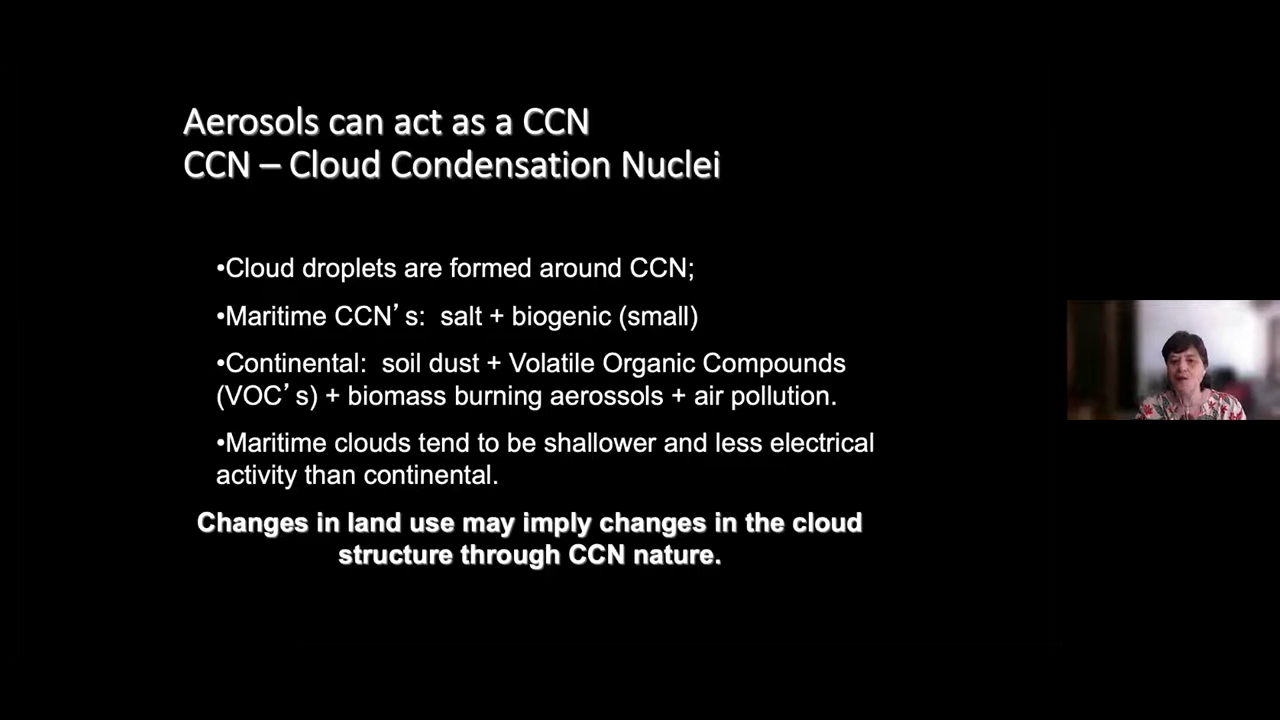 Aerosols can act as a CCN
CCN – Cloud Condensation Nuclei
•Cloud droplets are formed around CCN;
•Maritime CCN’s: salt + biogenic (small)
•Continental: soil dust + Volatile Organic Compounds
(VOC’s) + biomass burning aerossols + air pollution.
•Maritime clouds tend to be shallower and less electrical
activity than continental.
Changes in land use may imply changes in the cloud
structure through CCN nature.